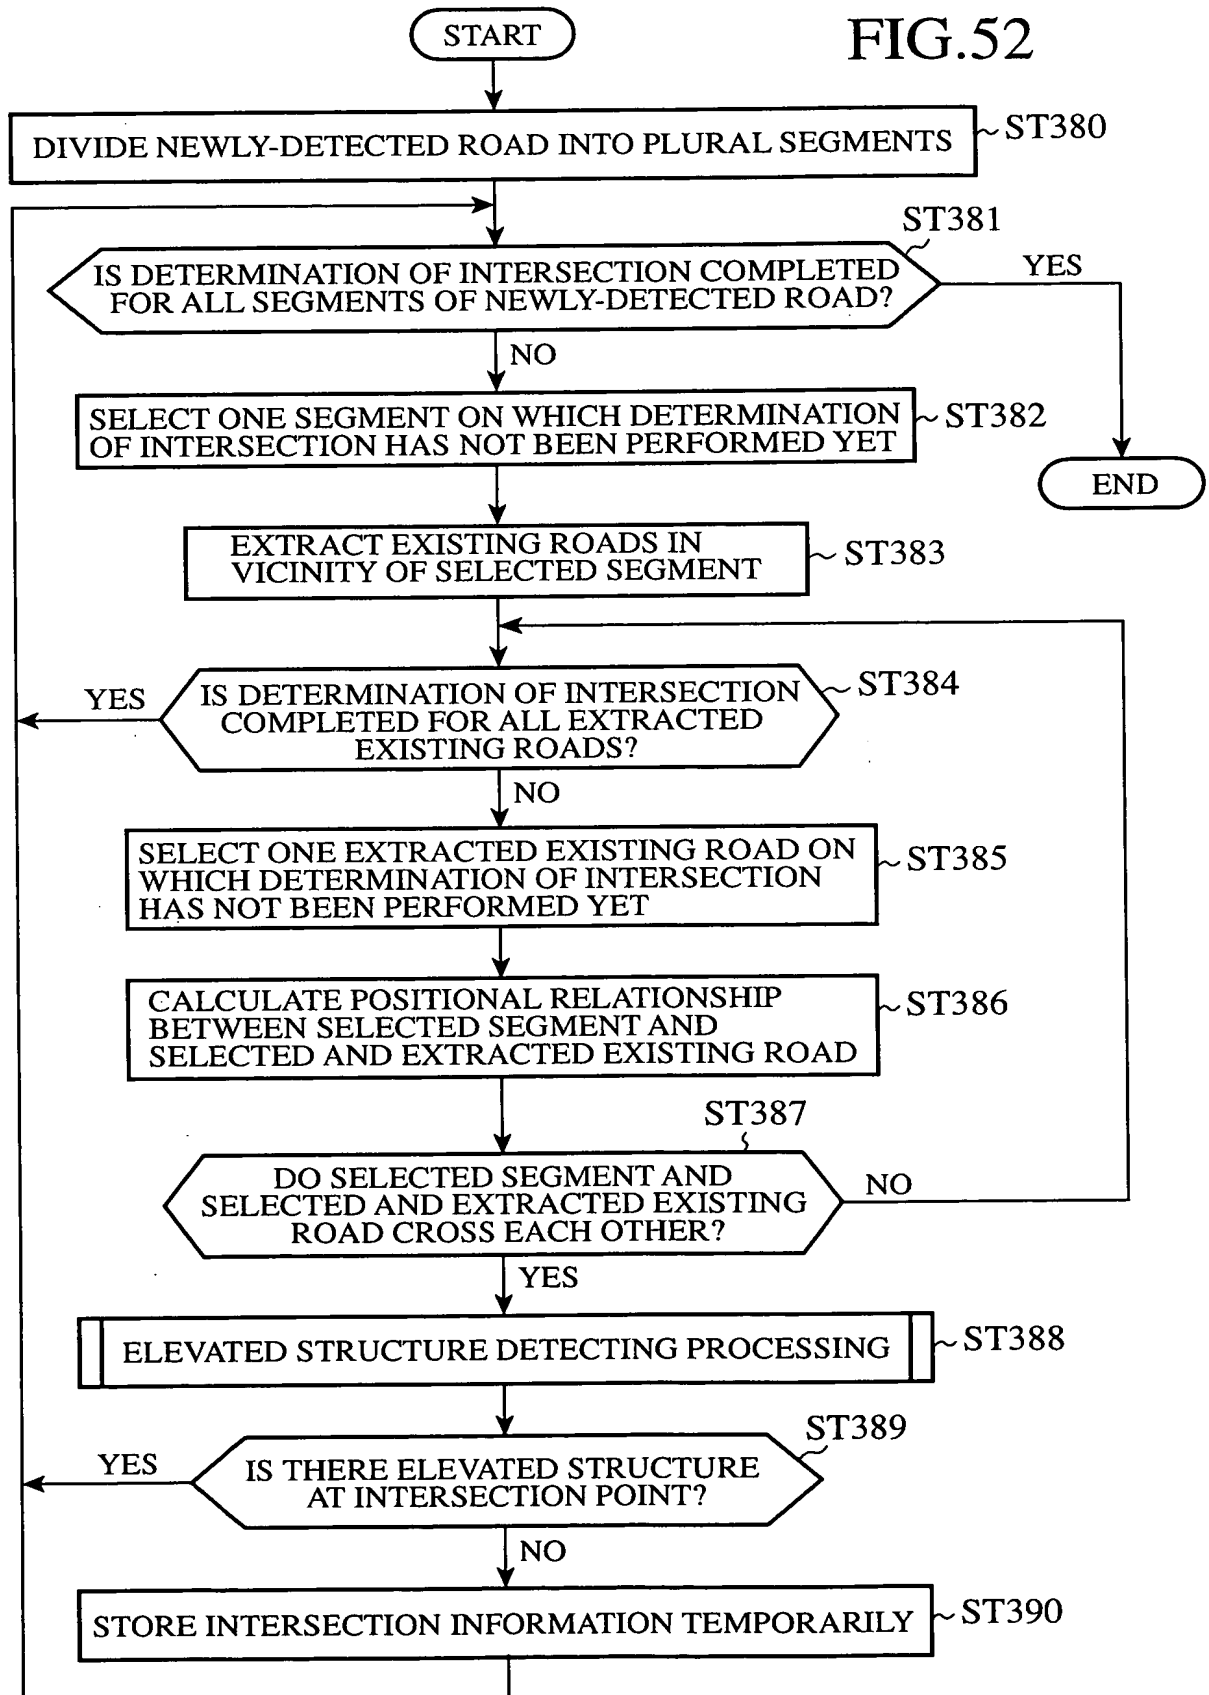 FIG.52
START
DIVIDE NEWLY-DETECTED ROAD INTO PLURAL SEGMENTS
ST380
ST381
IS DETERMINATION OF INTERSECTION COMPLETED
FOR ALL SEGMENTS OF NEWLY-DETECTED ROAD?
YES
NO
SELECT ONE SEGMENT ON WHICH DETERMINATION
OF INTERSECTION HAS NOT BEEN PERFORMED YET
ST382
END
EXTRACT EXISTING ROADS IN
VICINITY OF SELECTED SEGMENT
ST383
YES
IS DETERMINATION OF INTERSECTION
COMPLETED FOR ALL EXTRACTED
EXISTING ROADS?
ST384
NO
SELECT ONE EXTRACTED EXISTING ROAD ON
WHICH DETERMINATION OF INTERSECTION
HAS NOT BEEN PERFORMED YET
ST385
CALCULATE POSITIONAL RELATIONSHIP
BETWEEN SELECTED SEGMENT AND
SELECTED AND EXTRACTED EXISTING ROAD
ST386
ST387
DO SELECTED SEGMENT AND
SELECTED AND EXTRACTED EXISTING
ROAD CROSS EACH OTHER?
NO
YES
ELEVATED STRUCTURE DETECTING PROCESSING
ST388
ST389
YES
IS THERE ELEVATED STRUCTURE
AT INTERSECTION POINT?
NO
STORE INTERSECTION INFORMATION TEMPORARILY
ST390